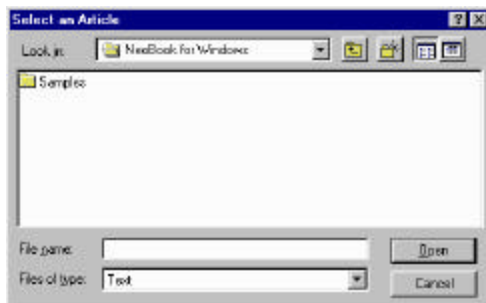 Select an Article
Look in: NeoBook for Windows
Samples
File name:
Open
Files of type: Text
Cancel